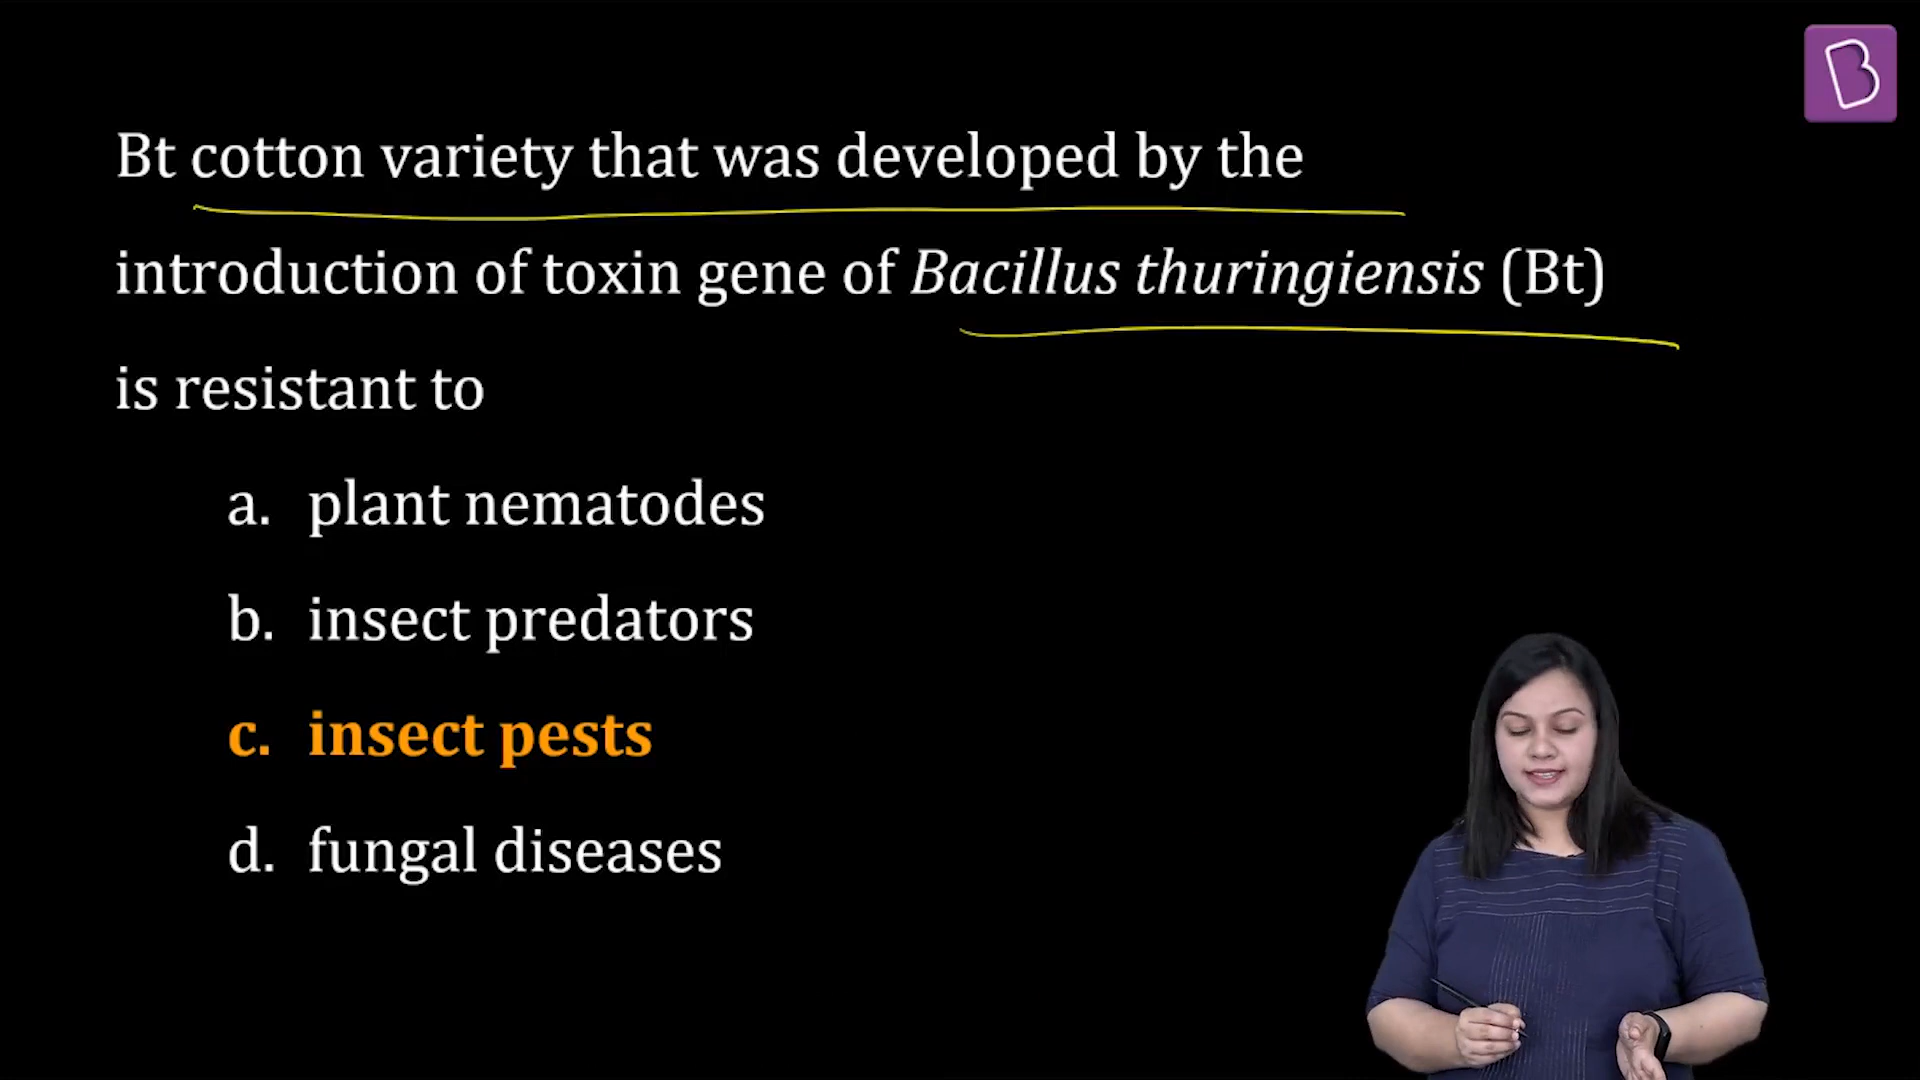 Bt cotton variety that was developed by the
introduction of toxin gene of Bacillus thuringiensis (Bt)
is resistant to
a. plant nematodes
b. insect predators
c. insect pests
d. fungal diseases